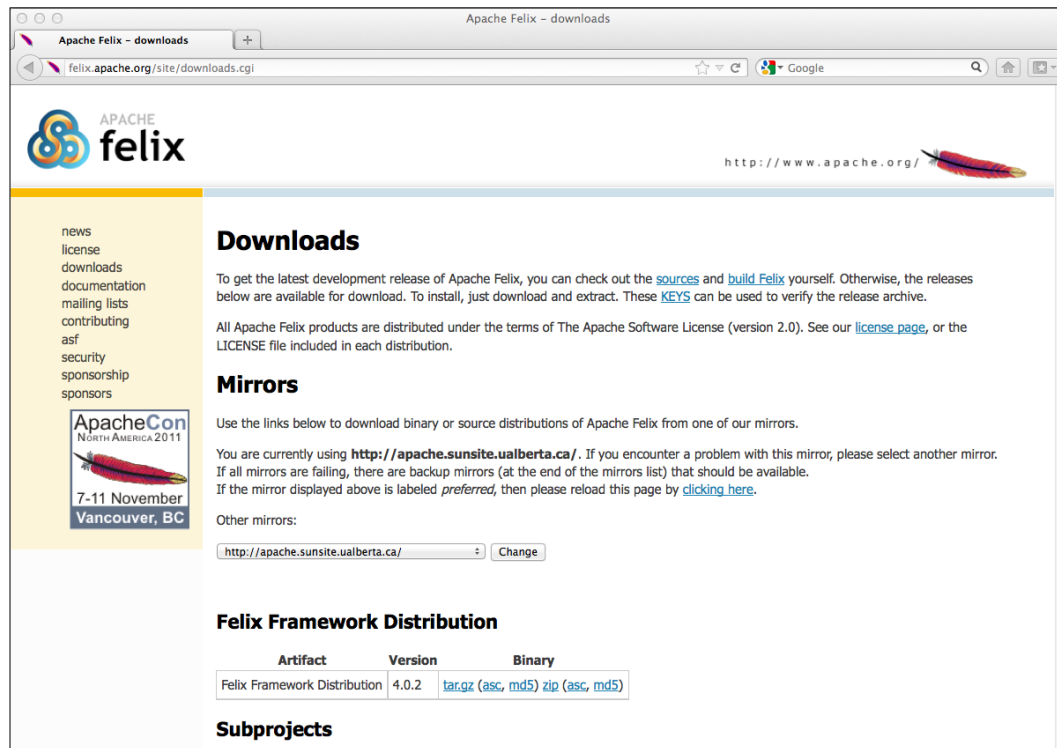 Apache Felix – downloads
Apache Felix – downloads
felix.apache.org/site/downloads.cgi
Google
APACHE
felix
http://www.apache.org/
news
license
downloads
documentation
mailing lists
contributing
asf
security
sponsorship
sponsors
ApacheCon
NORTH AMERICA 2011
7-11 November
Vancouver, BC
Downloads
To get the latest development release of Apache Felix, you can check out the sources and build Felix yourself. Otherwise, the releases
below are available for download. To install, just download and extract. These KEYS can be used to verify the release archive.
All Apache Felix products are distributed under the terms of The Apache Software License (version 2.0). See our license page, or the
LICENSE file included in each distribution.
Mirrors
Use the links below to download binary or source distributions of Apache Felix from one of our mirrors.
You are currently using http://apache.sunsite.ualberta.ca/. If you encounter a problem with this mirror, please select another mirror.
If all mirrors are failing, there are backup mirrors (at the end of the mirrors list) that should be available.
If the mirror displayed above is labeled preferred, then please reload this page by clicking here.
Other mirrors:
http://apache.sunsite.ualberta.ca/ Change
Felix Framework Distribution
Artifact Version Binary
Felix Framework Distribution 4.0.2 tar.gz (asc, md5) zip (asc, md5)
Subprojects